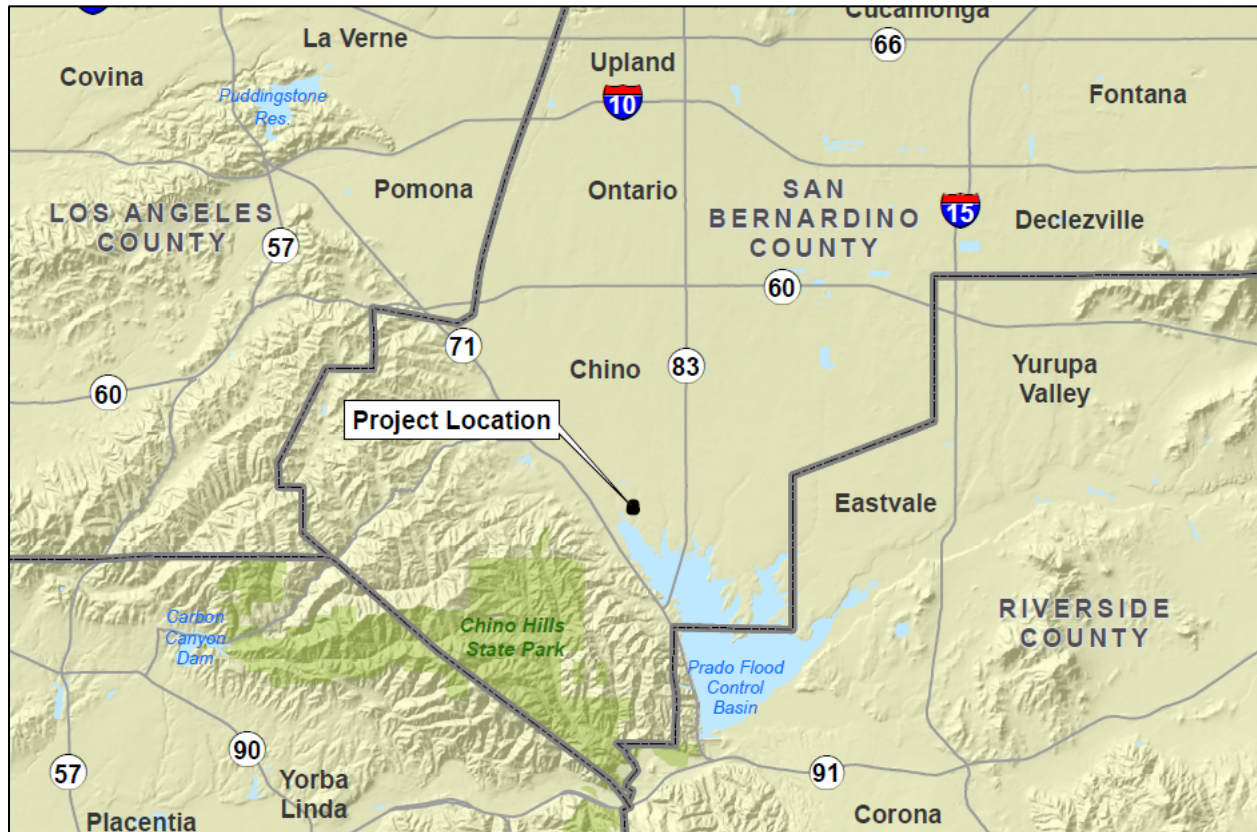 Cucamonga
La Verne
66
Covina
Upland
10
Fontana
Puddingstone
Res.
Pomona
Ontario
SAN
BERNARDINO
COUNTY
15
LOS ANGELES
COUNTY
57
Declezville
60
71
Chino
83
Yurupa
Valley
60
Project Location
Eastvale
Carbon
Canyon
Dam
Chino Hills
State Park
RIVERSIDE
COUNTY
Prado Flood
Control
Basin
90
57
91
Yorba
Linda
Placentia
Corona